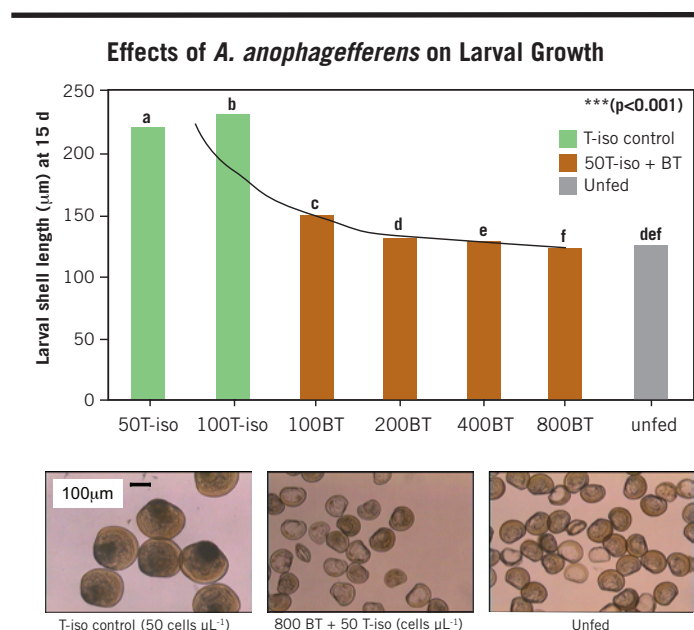 Effects of A. anophagefferens on Larval Growth
Larval shell length (µm) at 15 d
250
200
150
100
50
0
a
b
c
d
e
f
def
***(p<0.001)
T-iso control
50T-iso + BT
Unfed
50T-iso
100T-iso
100BT
200BT
400BT
800BT
unfed
100µm
T-iso control (50 cells µL⁻¹)
800 BT + 50 T-iso (cells µL⁻¹)
Unfed